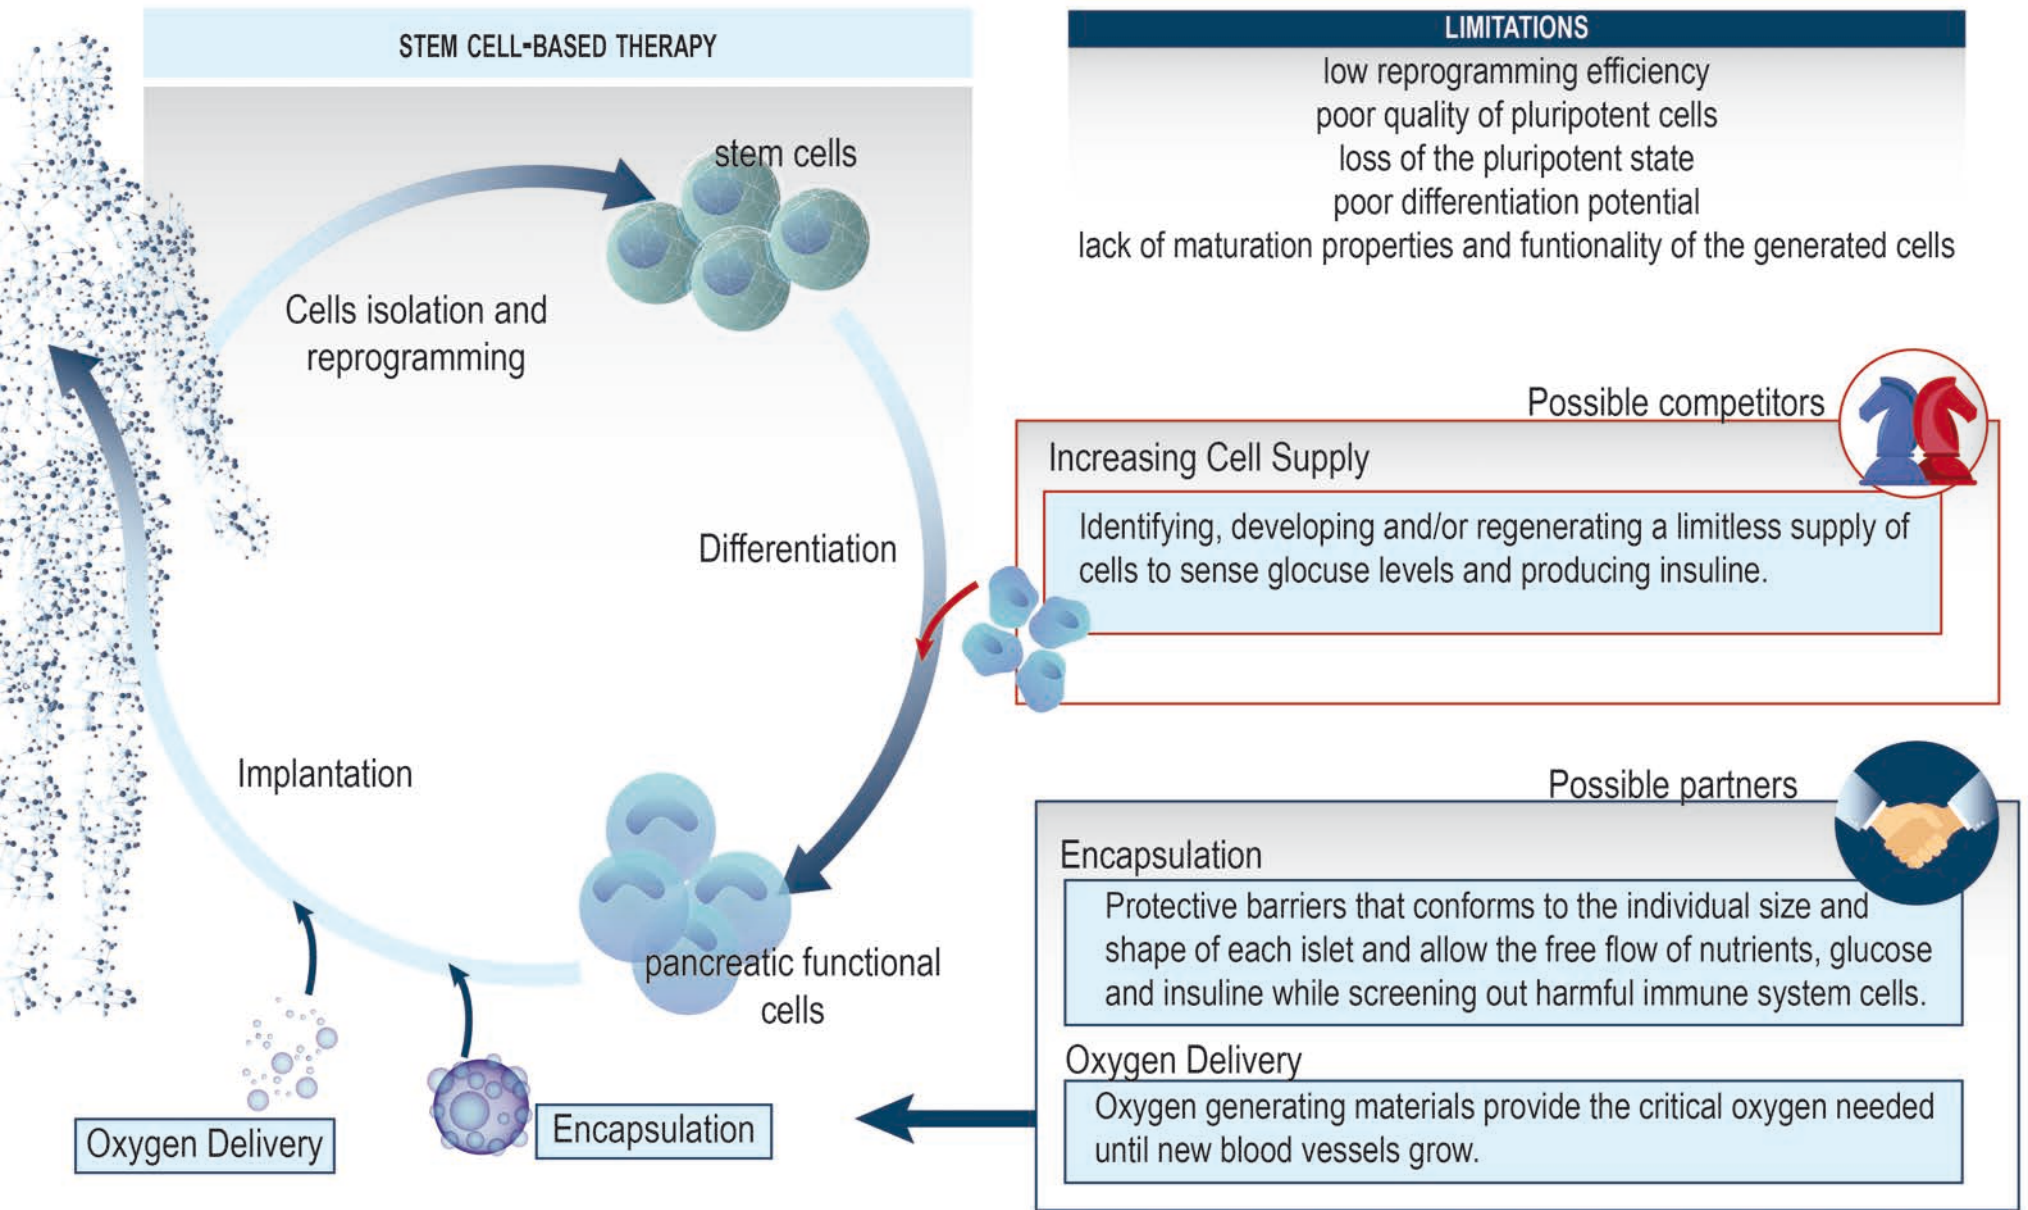 STEM CELL-BASED THERAPY
stem cells
Cells isolation and
reprogramming
Differentiation
Implantation
pancreatic functional
cells
Oxygen Delivery
Encapsulation
LIMITATIONS
low reprogramming efficiency
poor quality of pluripotent cells
loss of the pluripotent state
poor differentiation potential
lack of maturation properties and funtionality of the generated cells
Possible competitors
Increasing Cell Supply
Identifying, developing and/or regenerating a limitless supply of
cells to sense glocuse levels and producing insuline.
Possible partners
Encapsulation
Protective barriers that conforms to the individual size and
shape of each islet and allow the free flow of nutrients, glucose
and insuline while screening out harmful immune system cells.
Oxygen Delivery
Oxygen generating materials provide the critical oxygen needed
until new blood vessels grow.